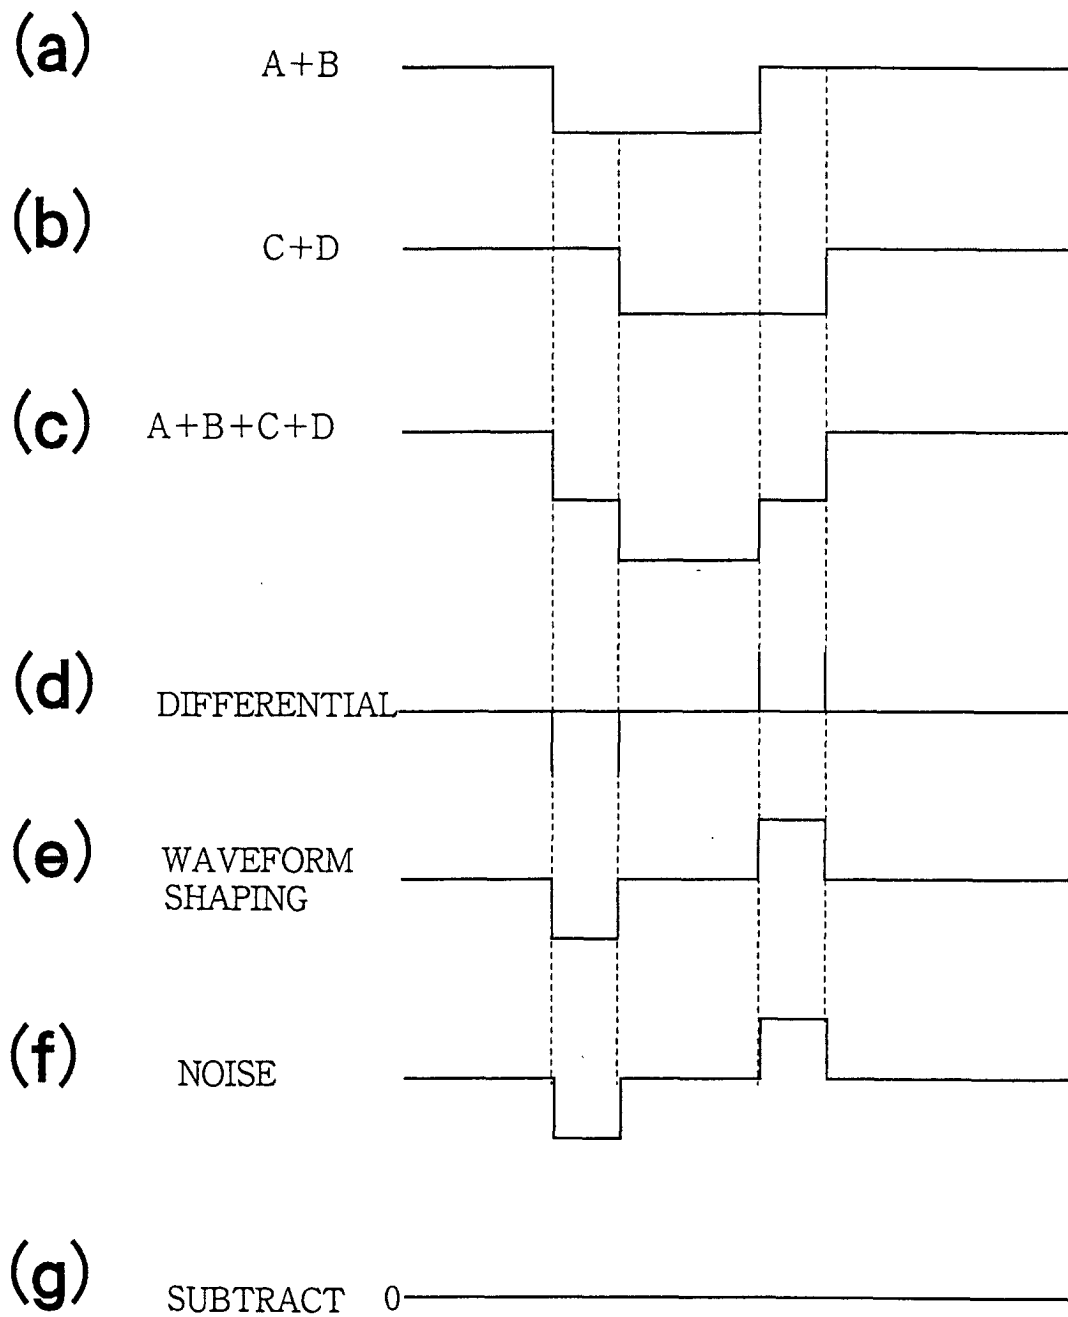 (a) A+B
(b) C+D
(c) A+B+C+D
(d) DIFFERENTIAL
(e) WAVEFORM
SHAPING
(f) NOISE
(g) SUBTRACT 0